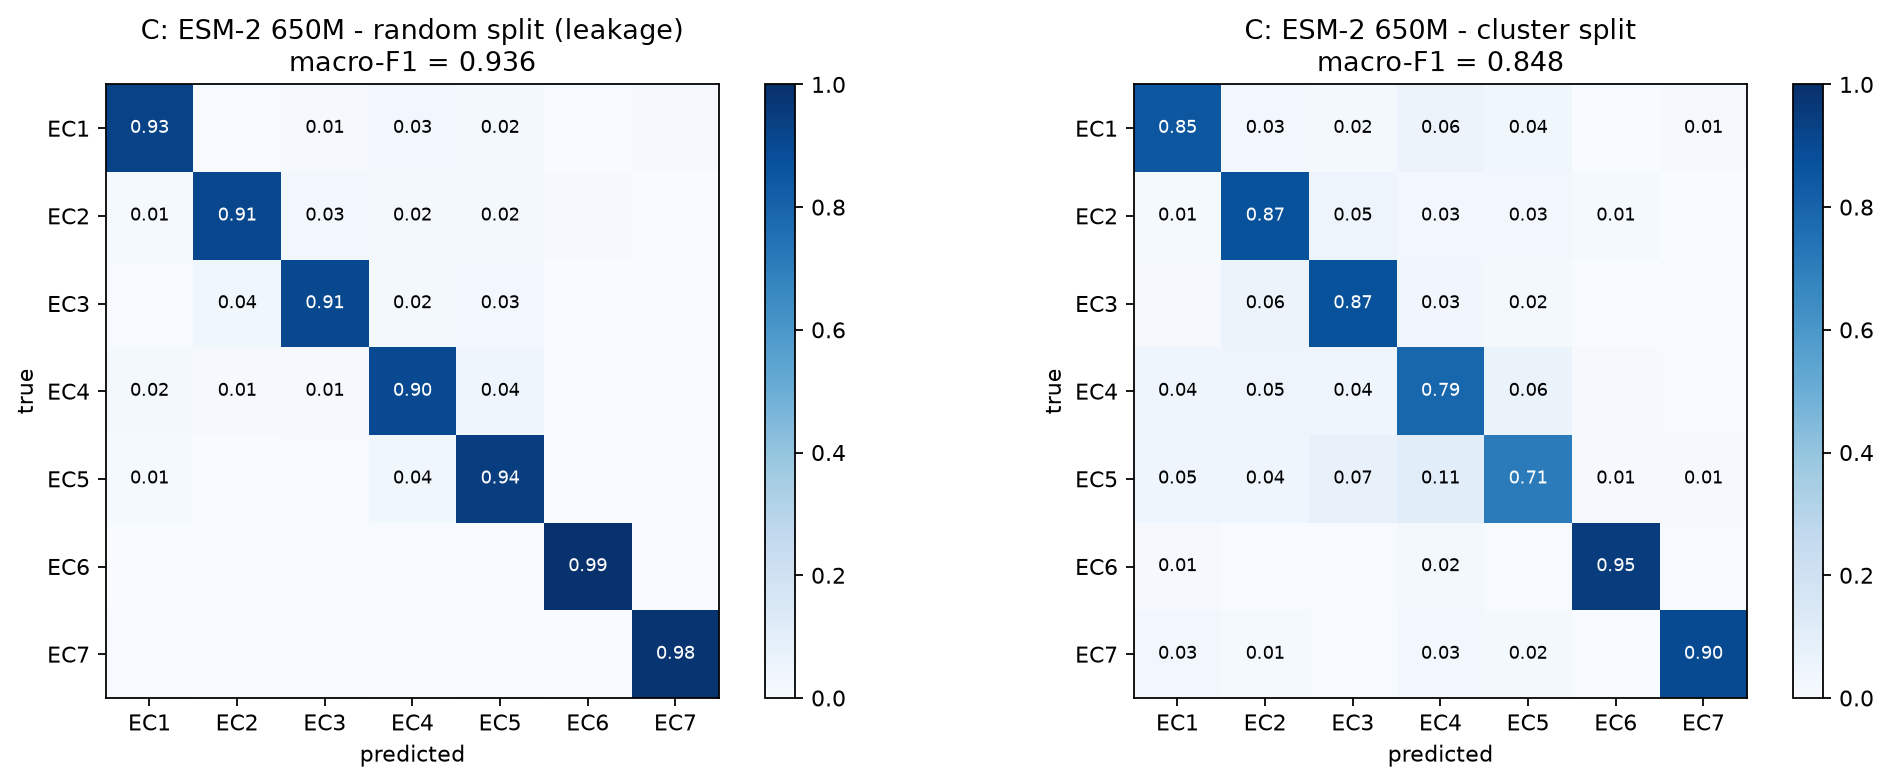 C: ESM-2 650M - random split (leakage)
macro-F1 = 0.936
EC1 0.93 0.01 0.03 0.02
EC2 0.01 0.91 0.03 0.02 0.02
EC3 0.04 0.91 0.02 0.03
EC4 0.02 0.01 0.01 0.90 0.04
EC5 0.01 0.04 0.94
EC6 0.99
EC7 0.98
EC1 EC2 EC3 EC4 EC5 EC6 EC7
predicted
true
1.0
0.8
0.6
0.4
0.2
0.0
C: ESM-2 650M - cluster split
macro-F1 = 0.848
EC1 0.85 0.03 0.02 0.06 0.04 0.01
EC2 0.01 0.87 0.05 0.03 0.03 0.01
EC3 0.06 0.87 0.03 0.02
EC4 0.04 0.05 0.04 0.79 0.06
EC5 0.05 0.04 0.07 0.11 0.71 0.01 0.01
EC6 0.01 0.02 0.95
EC7 0.03 0.01 0.03 0.02 0.90
EC1 EC2 EC3 EC4 EC5 EC6 EC7
predicted
true
1.0
0.8
0.6
0.4
0.2
0.0